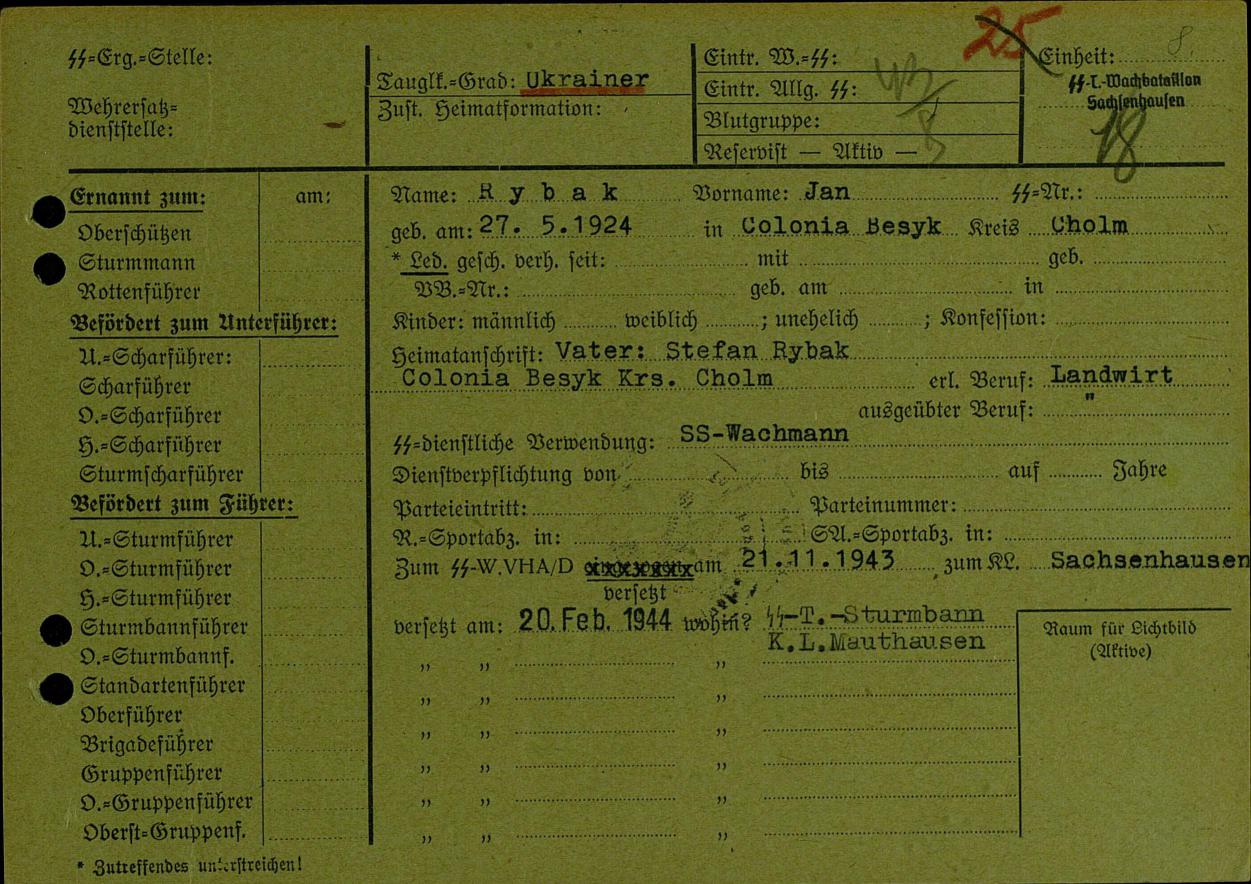 SS=Erg.=Stelle:
Wehrersatz=
dienststelle:
Tauglk.=Grad: Ukrainer
Zust. Heimatformation:
Eintr. W.=SS:
Eintr. Allg. SS:
Blutgruppe:
Reservist — Aktiv —
25
Einheit: 8.
SS-T.-Wachbataillon
Sachsenhausen
18
Ernannt zum: am:
Oberschützen
Sturmmann
Rottenführer
Befördert zum Unterführer:
U.=Scharführer:
Scharführer
O.=Scharführer
H.=Scharführer
Sturmscharführer
Befördert zum Führer:
U.=Sturmführer
O.=Sturmführer
H.=Sturmführer
Sturmbannführer
O.=Sturmbannf.
Standartenführer
Oberführer
Brigadeführer
Gruppenführer
O.=Gruppenführer
Oberst=Gruppenf.
* Zutreffendes unterstreichen!
Name: Rybak Vorname: Jan SS=Nr.:
geb. am: 27. 5.1924 in Colonia Besyk Kreis Cholm
* Led. gesch. verh. seit: mit geb.
VB.=Nr.: geb. am in
Kinder: männlich weiblich ; unehelich ; Konfession:
Heimatanschrift: Vater: Stefan Rybak
Colonia Besyk Krs. Cholm erl. Beruf: Landwirt
ausgeübter Beruf: "
SS=dienstliche Verwendung: SS-Wachmann
Dienstverpflichtung von bis auf Jahre
Parteieintritt: Parteinummer:
R.=Sportabz. in: SA.=Sportabz. in:
Zum SS-W.VHA/D am 21.11.1943 zum KL. Sachsenhausen
versetzt
versetzt am: 20. Feb. 1944 wohin? SS-T.-Sturmbann
K.L.Mauthausen
„ „ „
„ „ „
„ „ „
„ „ „
„ „ „
„ „ „
Raum für Lichtbild
(Aktive)